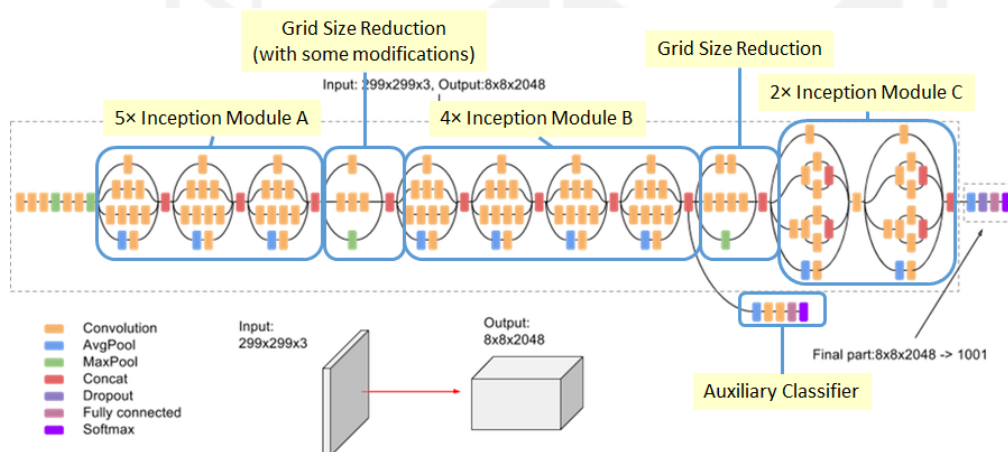 Grid Size Reduction
(with some modifications)
Grid Size Reduction
Input: 299x299x3, Output:8x8x2048
2× Inception Module C
5× Inception Module A
4× Inception Module B
Convolution
AvgPool
MaxPool
Concat
Dropout
Fully connected
Softmax
Input:
299x299x3
Output:
8x8x2048
Final part:8x8x2048 -> 1001
Auxiliary Classifier